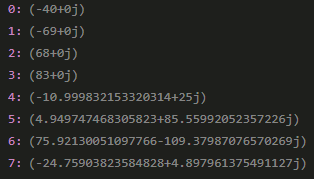 0: (-40+0j)
1: (-69+0j)
2: (68+0j)
3: (83+0j)
4: (-10.999832153320314+25j)
5: (4.949747468305823+85.55992052357226j)
6: (75.92130051097766-109.37987076570269j)
7: (-24.75903823584828+4.897961375491127j)